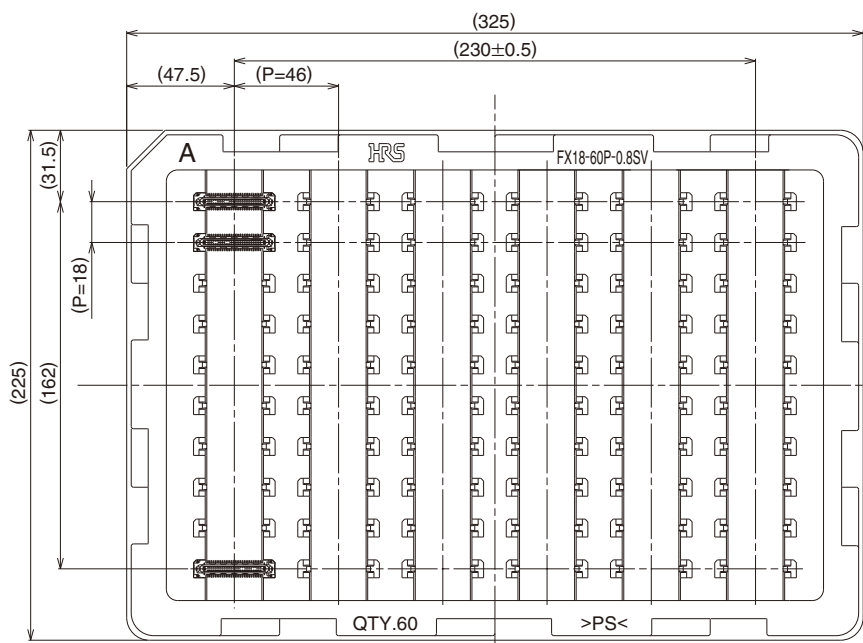 (325)
(230±0.5)
(47.5)
(P=46)
(31.5)
A
HRS
FX18-60P-0.8SV
(P=18)
(225)
(162)
QTY.60
>PS<